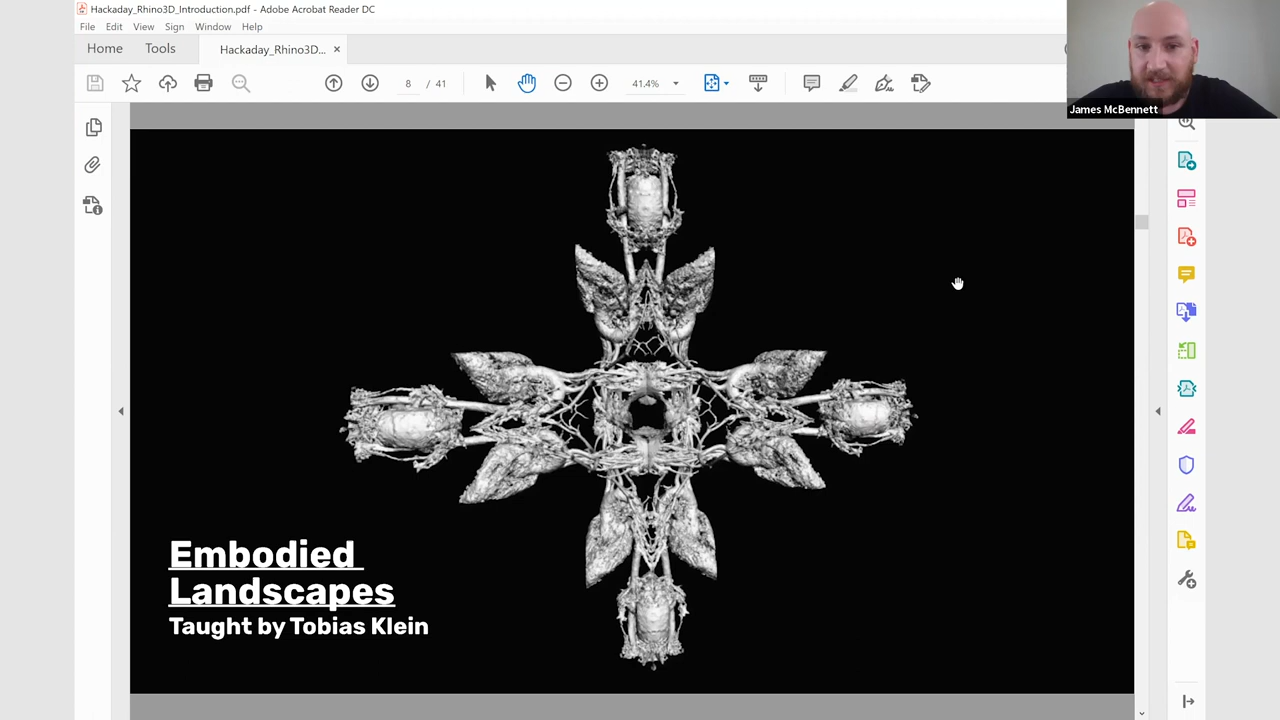 Hackaday_Rhino3D_Introduction.pdf - Adobe Acrobat Reader DC
File Edit View Sign Window Help
Home Tools Hackaday_Rhino3D... ×
8 / 41 41.4%
James McBennett
Embodied
Landscapes
Taught by Tobias Klein